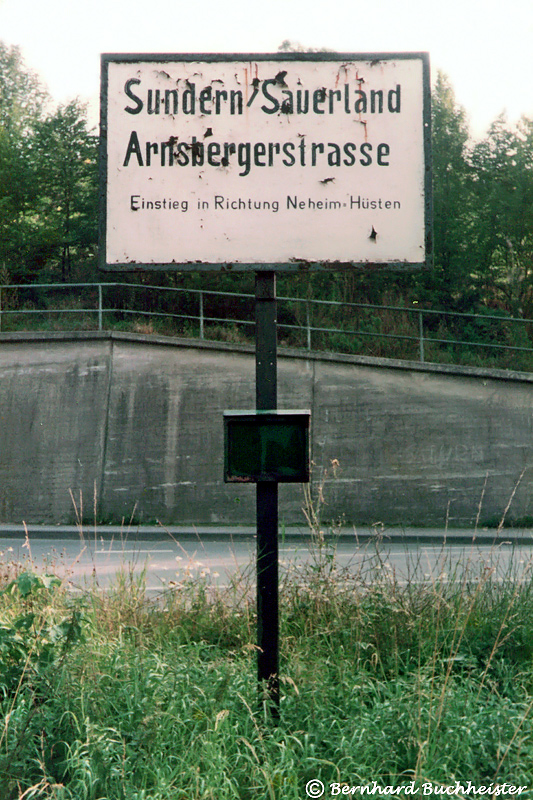 Sundern/Sauerland
Arnsbergerstrasse
Einstieg in Richtung Neheim-Hüsten
© Bernhard Buchheister